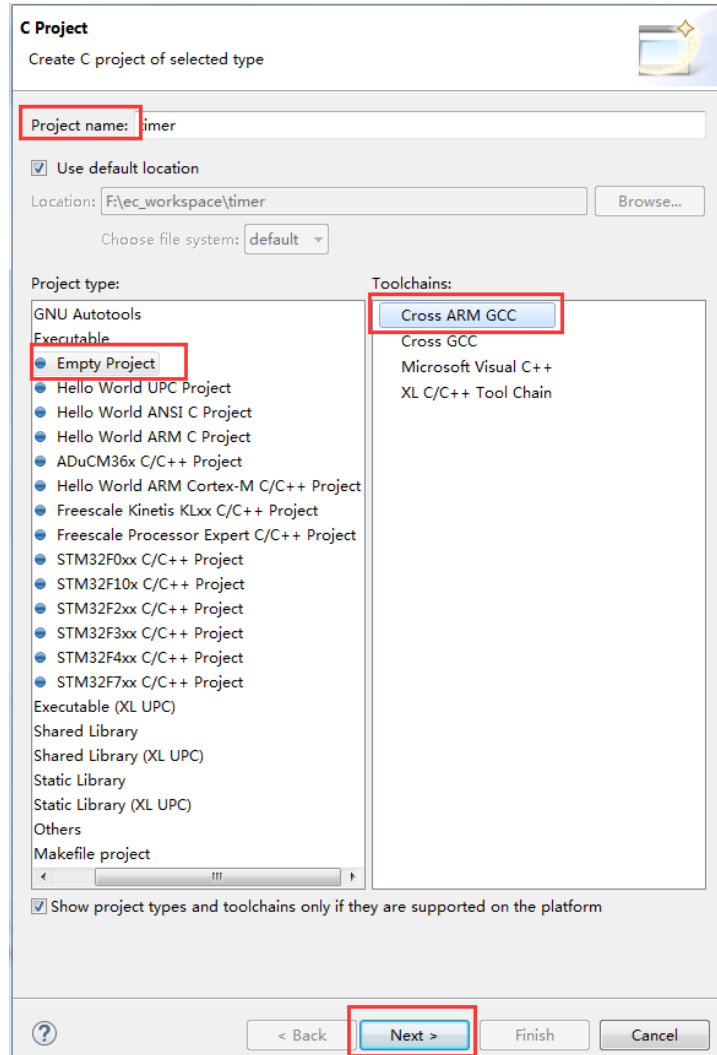 C Project
Create C project of selected type
Project name: timer
Use default location
Location: F:\ec_workspace\timer Browse...
Choose file system: default
Project type:
GNU Autotools
Executable
Empty Project
Hello World UPC Project
Hello World ANSI C Project
Hello World ARM C Project
ADuCM36x C/C++ Project
Hello World ARM Cortex-M C/C++ Project
Freescale Kinetis KLxx C/C++ Project
Freescale Processor Expert C/C++ Project
STM32F0xx C/C++ Project
STM32F10x C/C++ Project
STM32F2xx C/C++ Project
STM32F3xx C/C++ Project
STM32F4xx C/C++ Project
STM32F7xx C/C++ Project
Executable (XL UPC)
Shared Library
Shared Library (XL UPC)
Static Library
Static Library (XL UPC)
Others
Makefile project
Toolchains:
Cross ARM GCC
Cross GCC
Microsoft Visual C++
XL C/C++ Tool Chain
Show project types and toolchains only if they are supported on the platform
? < Back Next > Finish Cancel